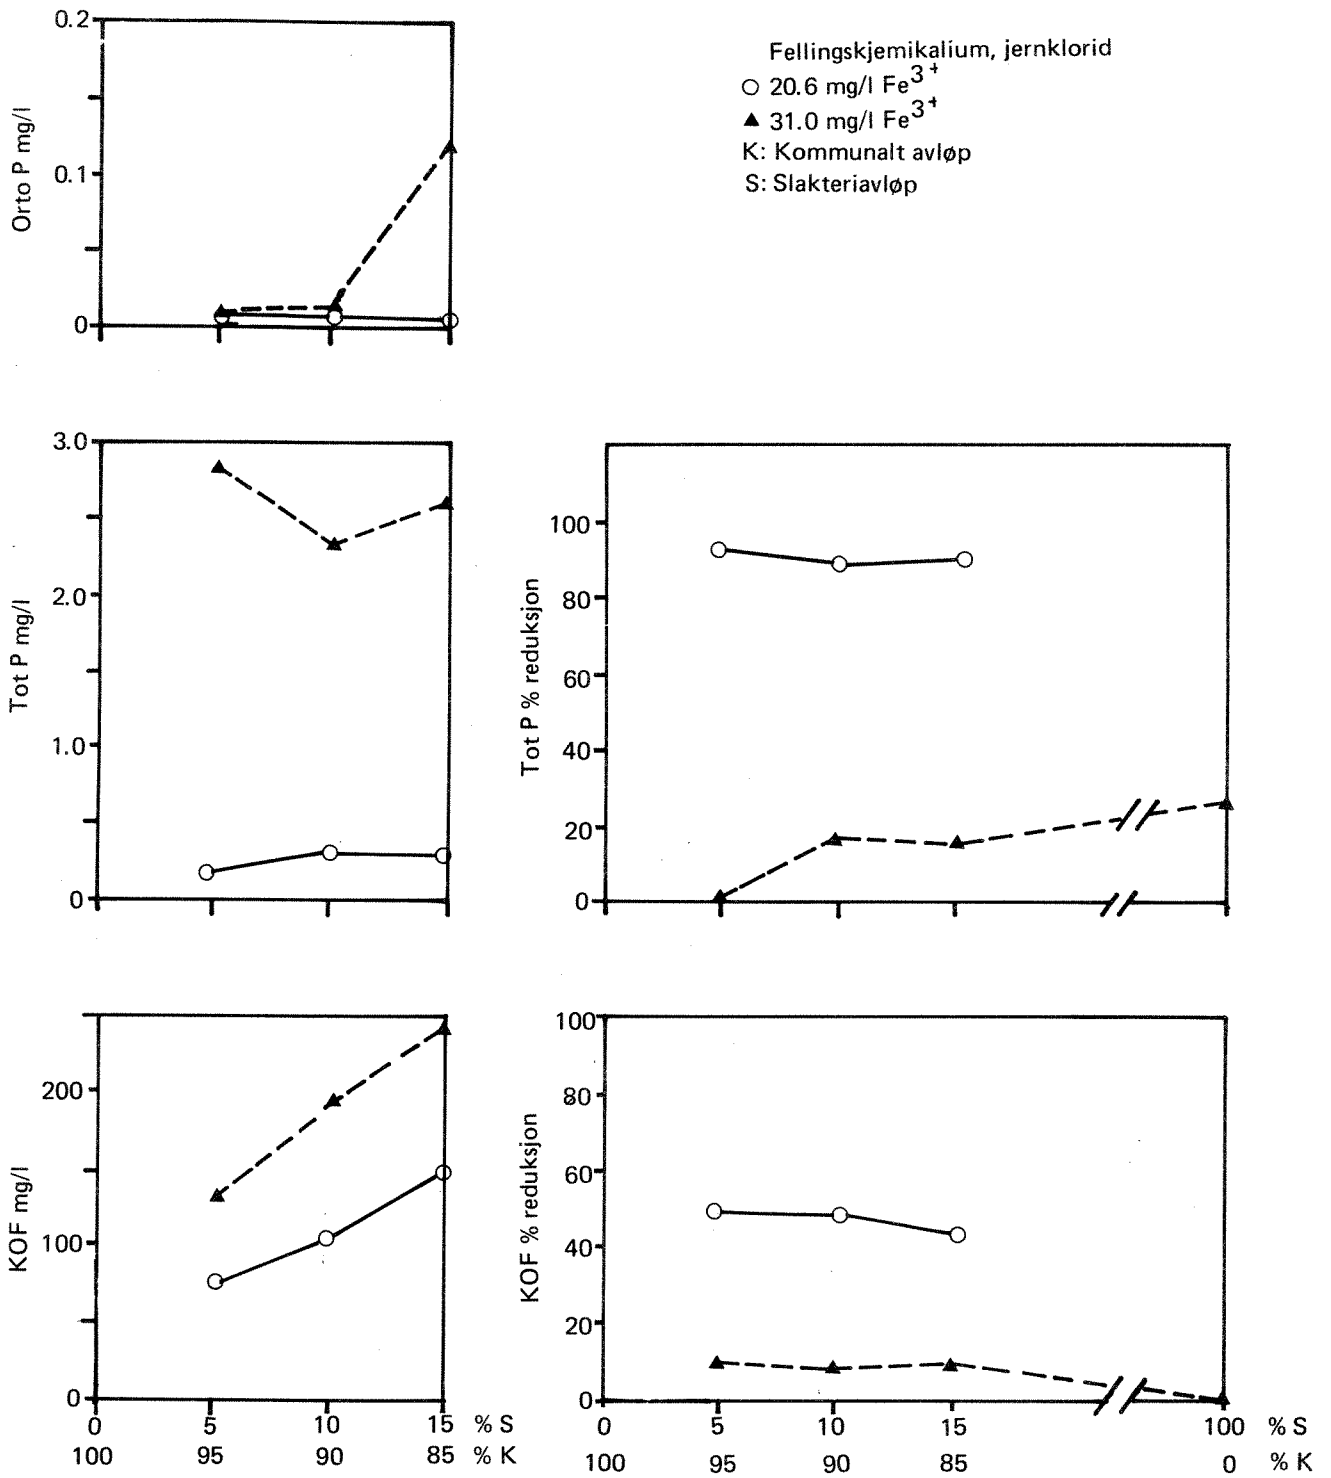 Fellingskjemikalium, jernklorid
○ 20.6 mg/l Fe3+
▲ 31.0 mg/l Fe3+
K: Kommunalt avløp
S: Slakteriavløp
Orto P mg/l
0.2
0.1
0
Tot P mg/l
3.0
2.0
1.0
0
Tot P % reduksjon
100
80
60
40
20
0
KOF mg/l
200
100
0
0 5 10 15 % S
100 95 90 85 % K
KOF % reduksjon
100
80
60
40
20
0
0 5 10 15 100 % S
100 95 90 85 0 % K